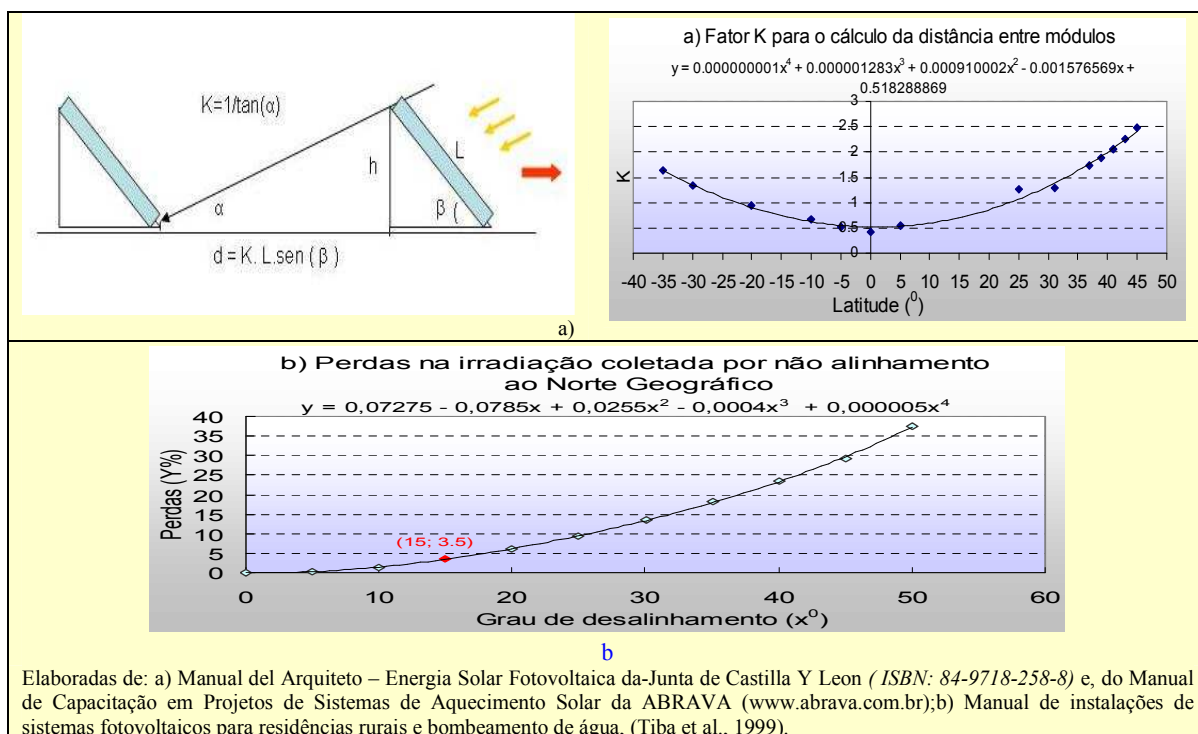 K=1/tan(α)
L
h
α
β (
d = K. L.sen ( β )
a) Fator K para o cálculo da distância entre módulos
y = 0.000000001x⁴ + 0.000001283x³ + 0.000910002x² - 0.001576569x +
0.518288869
3
2.5
2
1.5
1
0.5
0
K
-40 -35 -30 -25 -20 -15 -10 -5 0 5 10 15 20 25 30 35 40 45 50
Latitude (⁰)
a)
b) Perdas na irradiação coletada por não alinhamento
ao Norte Geográfico
y = 0,07275 - 0,0785x + 0,0255x² - 0,0004x³ + 0,000005x⁴
40
35
30
25
20
15
10
5
0
Perdas (Y%)
(15; 3.5)
0 10 20 30 40 50 60
Grau de desalinhamento (x⁰)
b
Elaboradas de: a) Manual del Arquiteto – Energia Solar Fotovoltaica da-Junta de Castilla Y Leon ( ISBN: 84-9718-258-8) e, do Manual
de Capacitação em Projetos de Sistemas de Aquecimento Solar da ABRAVA (www.abrava.com.br);b) Manual de instalações de
sistemas fotovoltaicos para residências rurais e bombeamento de água, (Tiba et al., 1999).